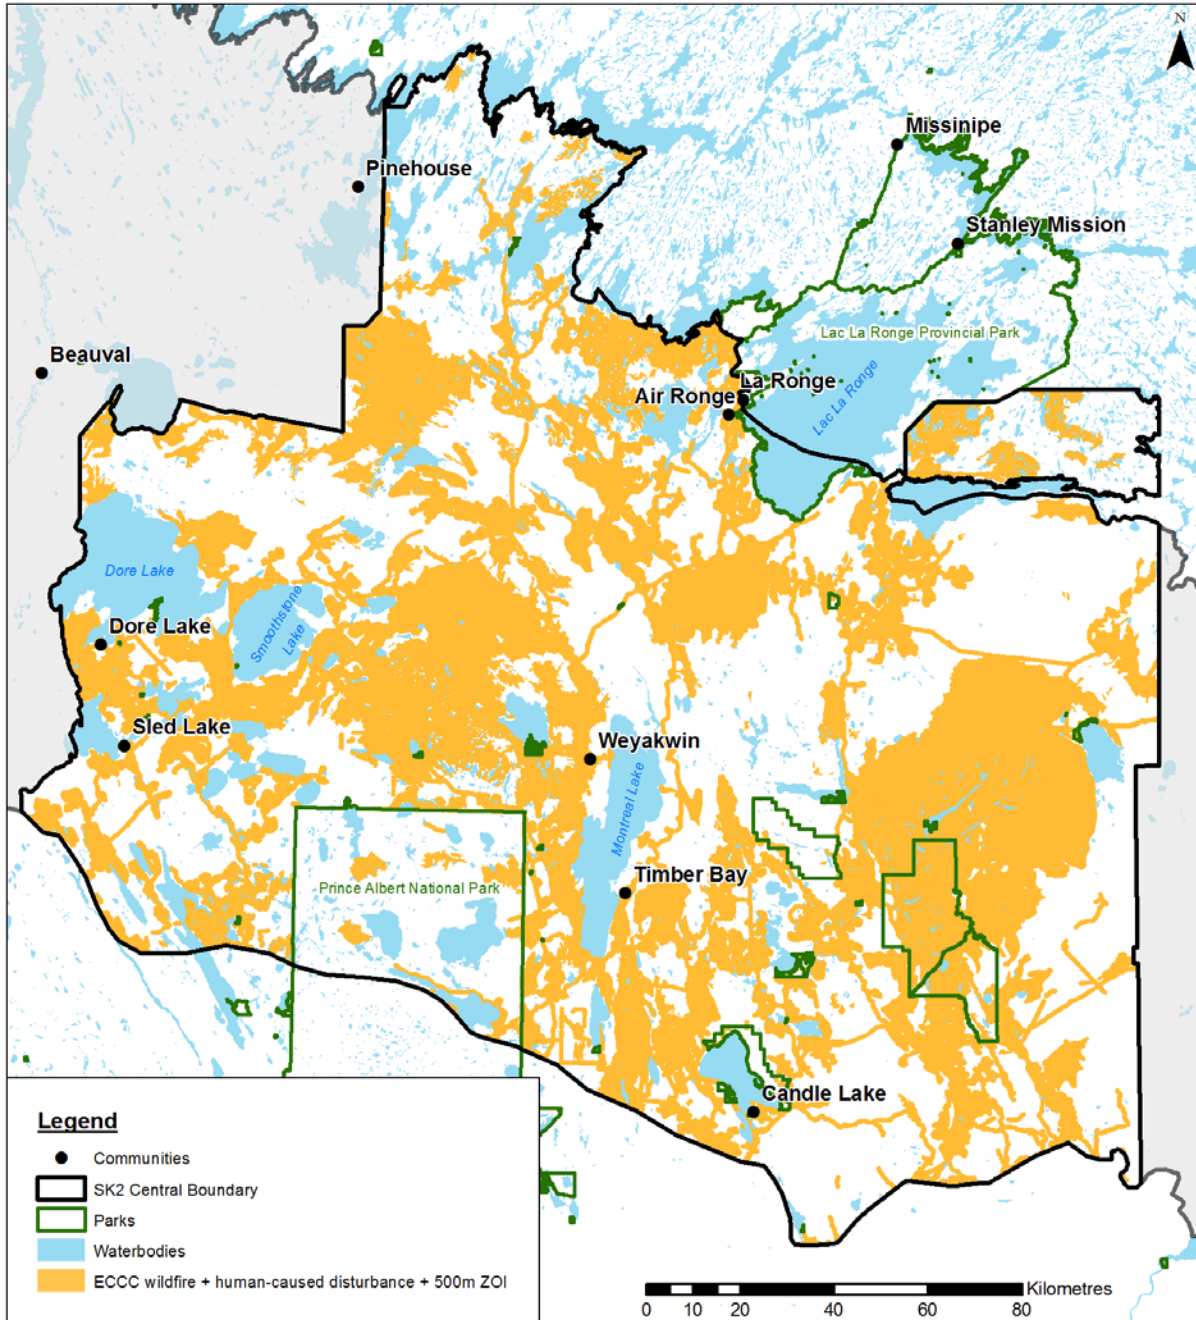 N
Missinipe
Pinehouse
Stanley Mission
Lac La Ronge Provincial Park
Beauval
La Ronge
Air Ronge
Lac La Ronge
Dore Lake
Smoothstone
Lake
Dore Lake
Sled Lake
Weyakwin
Montreal Lake
Timber Bay
Prince Albert National Park
Candle Lake
Legend
Communities
SK2 Central Boundary
Parks
Waterbodies
ECCC wildfire + human-caused disturbance + 500m ZOI
Kilometres
0 10 20 40 60 80